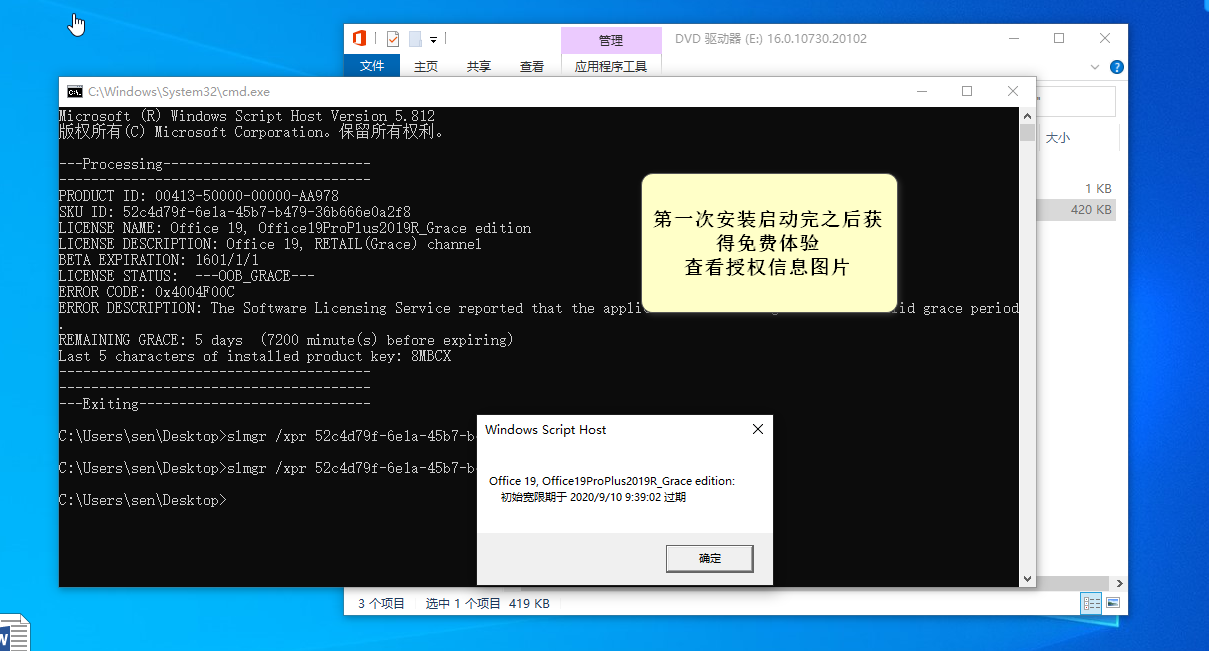 管理
DVD 驱动器 (E:) 16.0.10730.20102
文件
主页
共享
查看
应用程序工具
C:\Windows\System32\cmd.exe
Microsoft (R) Windows Script Host Version 5.812
版权所有(C) Microsoft Corporation。保留所有权利。
---Processing--------------------------
---------------------------------------
PRODUCT ID: 00413-50000-00000-AA978
SKU ID: 52c4d79f-6e1a-45b7-b479-36b666e0a2f8
LICENSE NAME: Office 19, Office19ProPlus2019R_Grace edition
LICENSE DESCRIPTION: Office 19, RETAIL(Grace) channel
BETA EXPIRATION: 1601/1/1
LICENSE STATUS:  ---OOB_GRACE---
ERROR CODE: 0x4004F00C
ERROR DESCRIPTION: The Software Licensing Service reported that the grace period
.
REMAINING GRACE: 5 days  (7200 minute(s) before expiring)
Last 5 characters of installed product key: 8MBCX
---------------------------------------
---------------------------------------
---Exiting-----------------------------
C:\Users\sen\Desktop>slmgr /xpr 52c4d79f-6e1a-45b7-b
C:\Users\sen\Desktop>slmgr /xpr 52c4d79f-6e1a-45b7-b
C:\Users\sen\Desktop>
第一次安装启动完之后获
得免费体验
查看授权信息图片
大小
1 KB
420 KB
Windows Script Host
Office 19, Office19ProPlus2019R_Grace edition:
初始宽限期于 2020/9/10 9:39:02 过期
确定
3 个项目
选中 1 个项目
419 KB
W